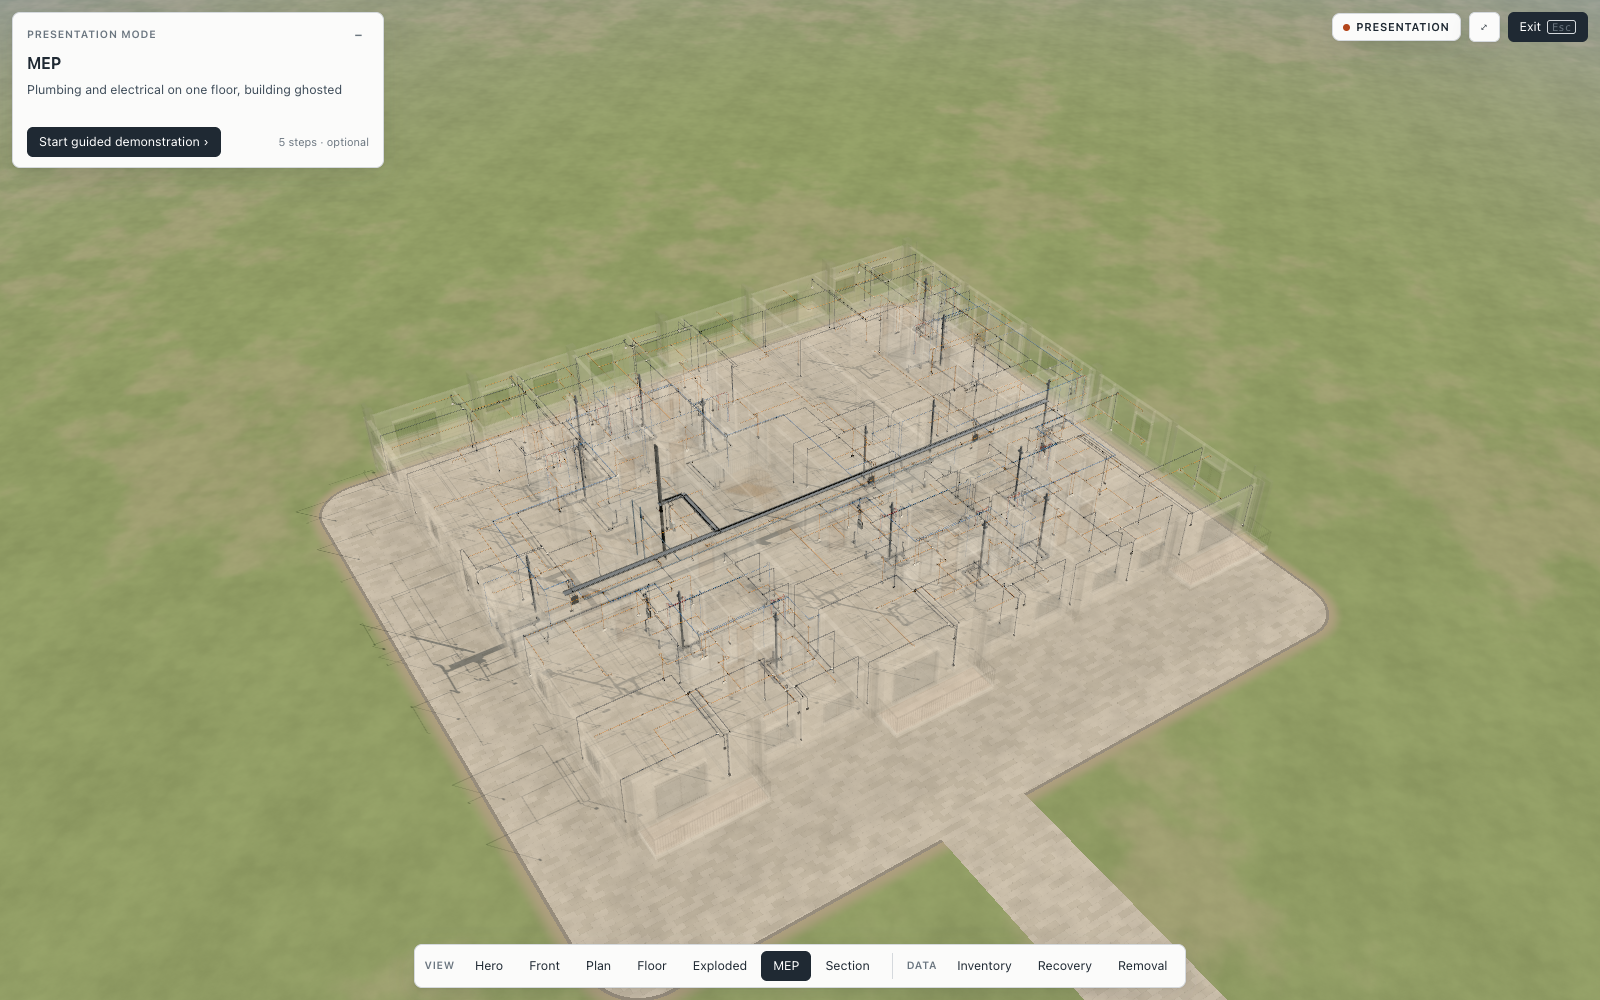 PRESENTATION MODE
–
MEP
Plumbing and electrical on one floor, building ghosted
Start guided demonstration ›
5 steps · optional
PRESENTATION
Exit Esc
VIEW Hero Front Plan Floor Exploded MEP Section DATA Inventory Recovery Removal